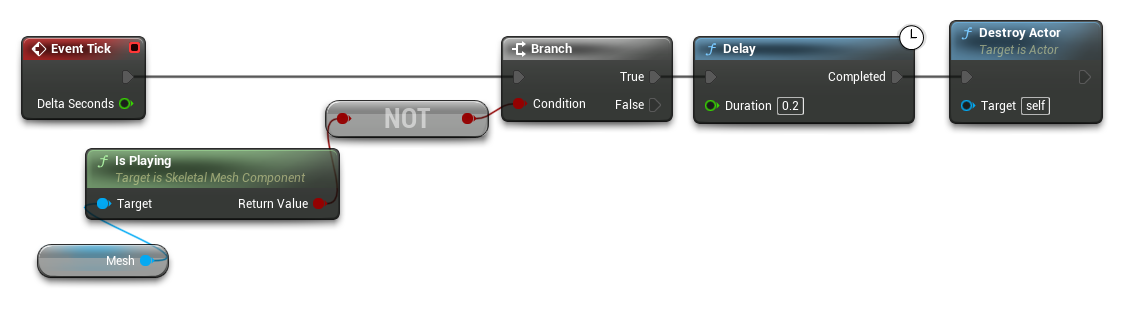 Event Tick
Delta Seconds
Is Playing
Target is Skeletal Mesh Component
Target
Return Value
Mesh
NOT
Branch
True
Condition
False
Delay
Completed
Duration 0.2
Destroy Actor
Target is Actor
Target self